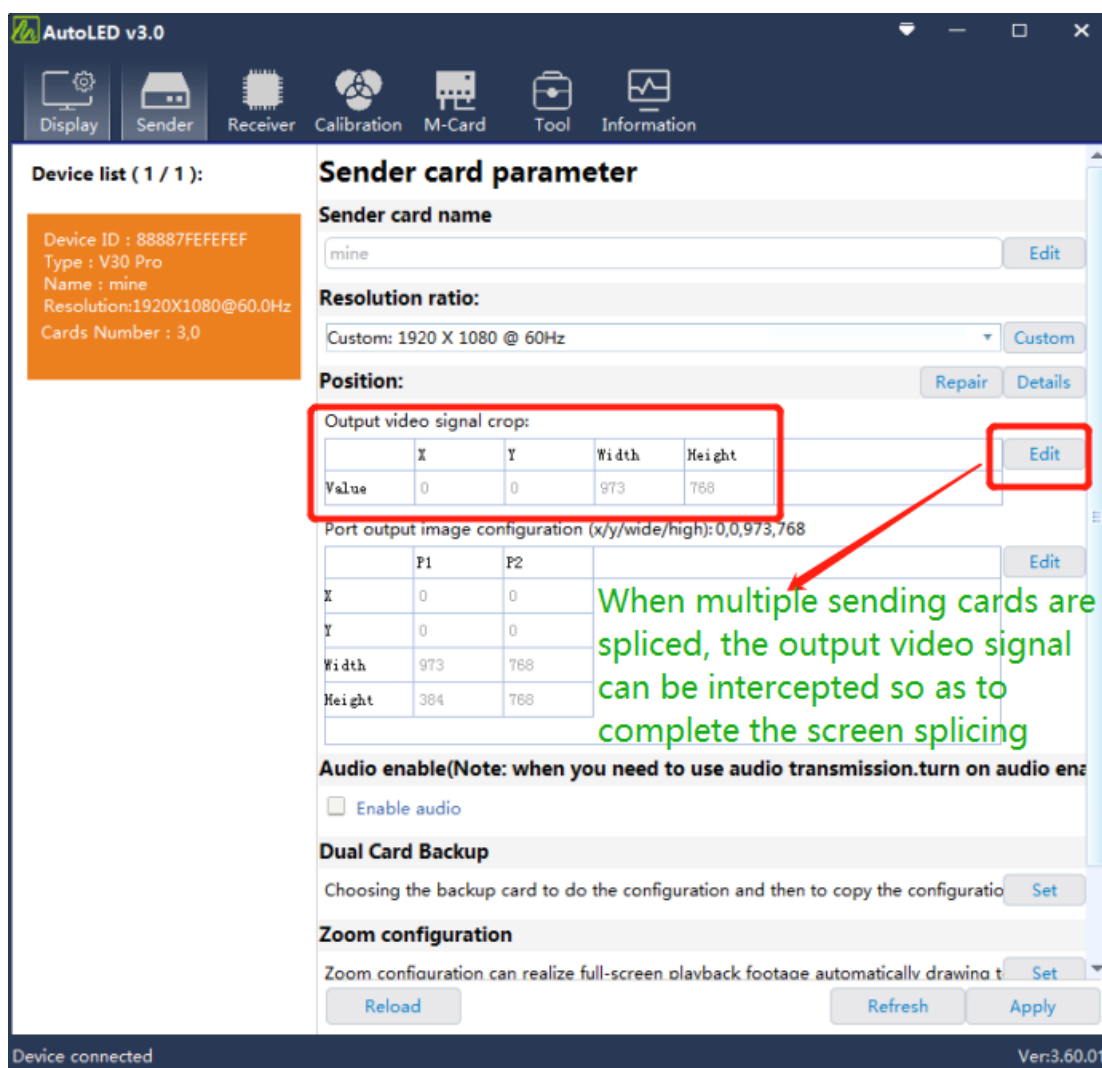 AutoLED v3.0
Display Sender Receiver Calibration M-Card Tool Information
Device list ( 1 / 1 ):
Device ID : 88887FEFEFEF
Type : V30 Pro
Name : mine
Resolution:1920X1080@60.0Hz
Cards Number : 3,0
Sender card parameter
Sender card name
mine Edit
Resolution ratio:
Custom: 1920 X 1080 @ 60Hz Custom
Position: Repair Details
Output video signal crop:
X Y Width Height Edit
Value 0 0 973 768
Port output image configuration (x/y/wide/high): 0,0,973,768
P1 P2 Edit
X 0 0
Y 0 0
Width 973 768
Height 384 768
When multiple sending cards are
spliced, the output video signal
can be intercepted so as to
complete the screen splicing
Audio enable(Note: when you need to use audio transmission.turn on audio ena
Enable audio
Dual Card Backup
Choosing the backup card to do the configuration and then to copy the configuratio Set
Zoom configuration
Zoom configuration can realize full-screen playback footage automatically drawing t Set
Reload Refresh Apply
Device connected Ver:3.60.01